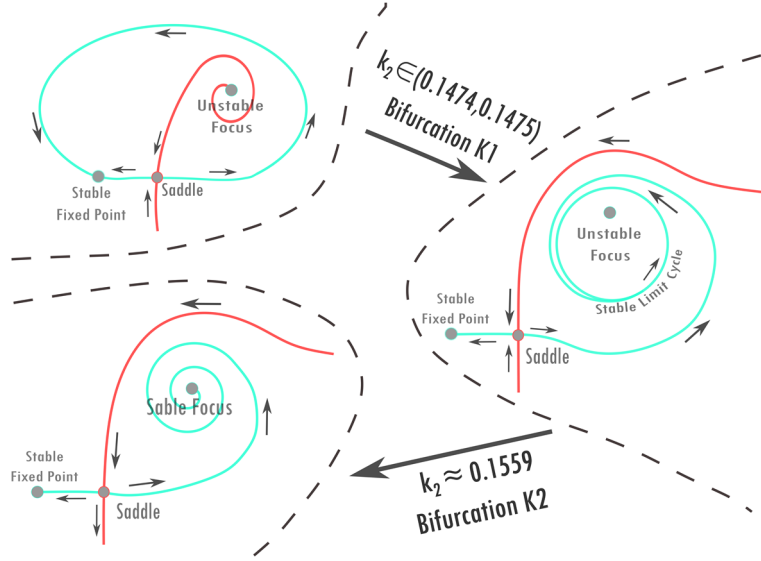 Unstable
Focus
Saddle
Stable
Fixed Point
k₂∈(0.1474,0.1475)
Bifurcation K1
Unstable
Focus
Stable Limit Cycle
Stable
Fixed Point
Saddle
Sable Focus
Stable
Fixed Point
Saddle
k₂≈ 0.1559
Bifurcation K2